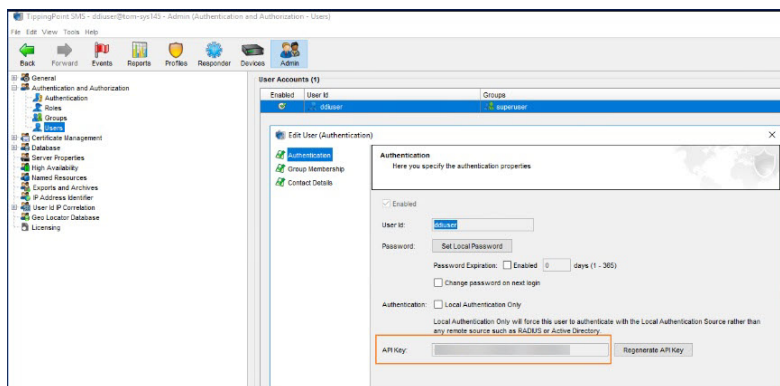 TippingPoint SMS - ddiuser@tom-sys145 - Admin (Authentication and Authorization - Users)
File Edit View Tools Help
Back Forward Events Reports Profiles Responder Devices Admin
General
Authentication and Authorization
Authentication
Roles
Groups
Users
Certificate Management
Database
Server Properties
High Availability
Named Resources
Exports and Archives
IP Address Identifier
User Id IP Correlation
Geo Locator Database
Licensing
User Accounts (1)
Enabled User Id Groups
ddiuser superuser
Edit User (Authentication)
Authentication
Group Membership
Contact Details
Authentication
Here you specify the authentication properties
Enabled
User Id: ddiuser
Password: Set Local Password
Password Expiration: Enabled 0 days (1 - 365)
Change password on next login
Authentication: Local Authentication Only
Local Authentication Only will force this user to authenticate with the Local Authentication Source rather than
any remote source such as RADIUS or Active Directory.
API Key: Regenerate API Key